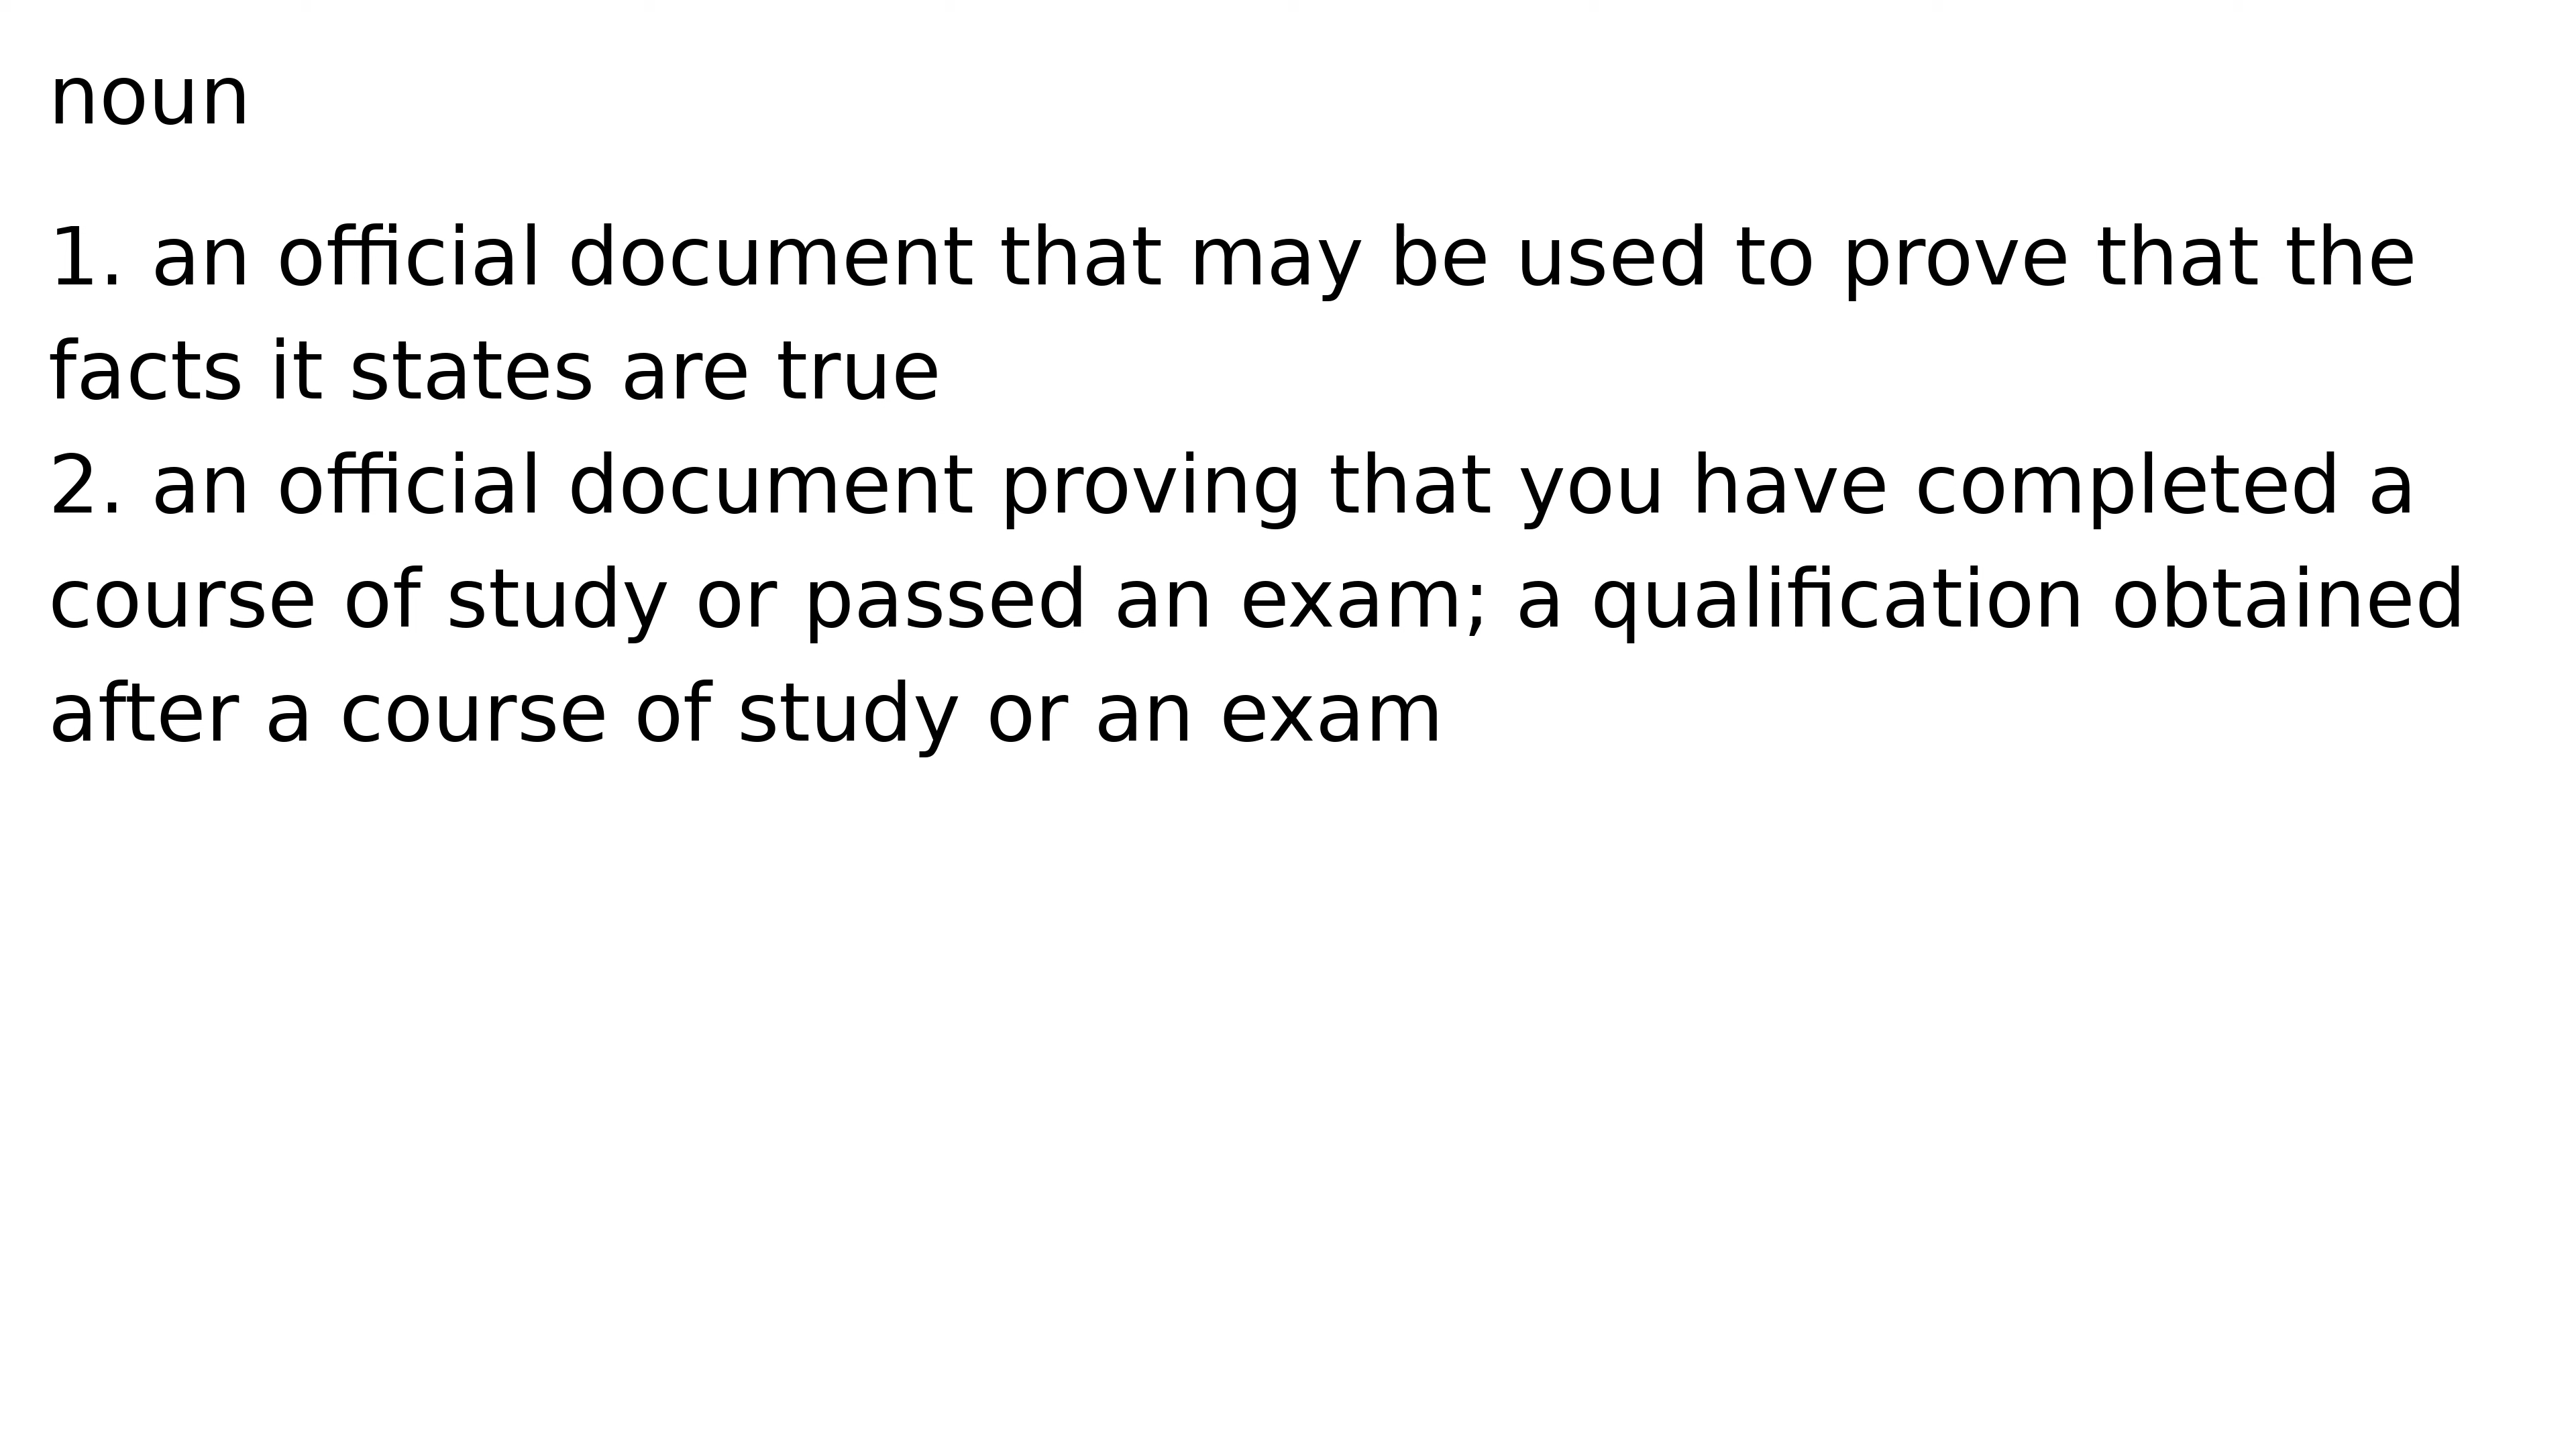 noun
1. an official document that may be used to prove that the
facts it states are true
2. an official document proving that you have completed a
course of study or passed an exam; a qualification obtained
after a course of study or an exam